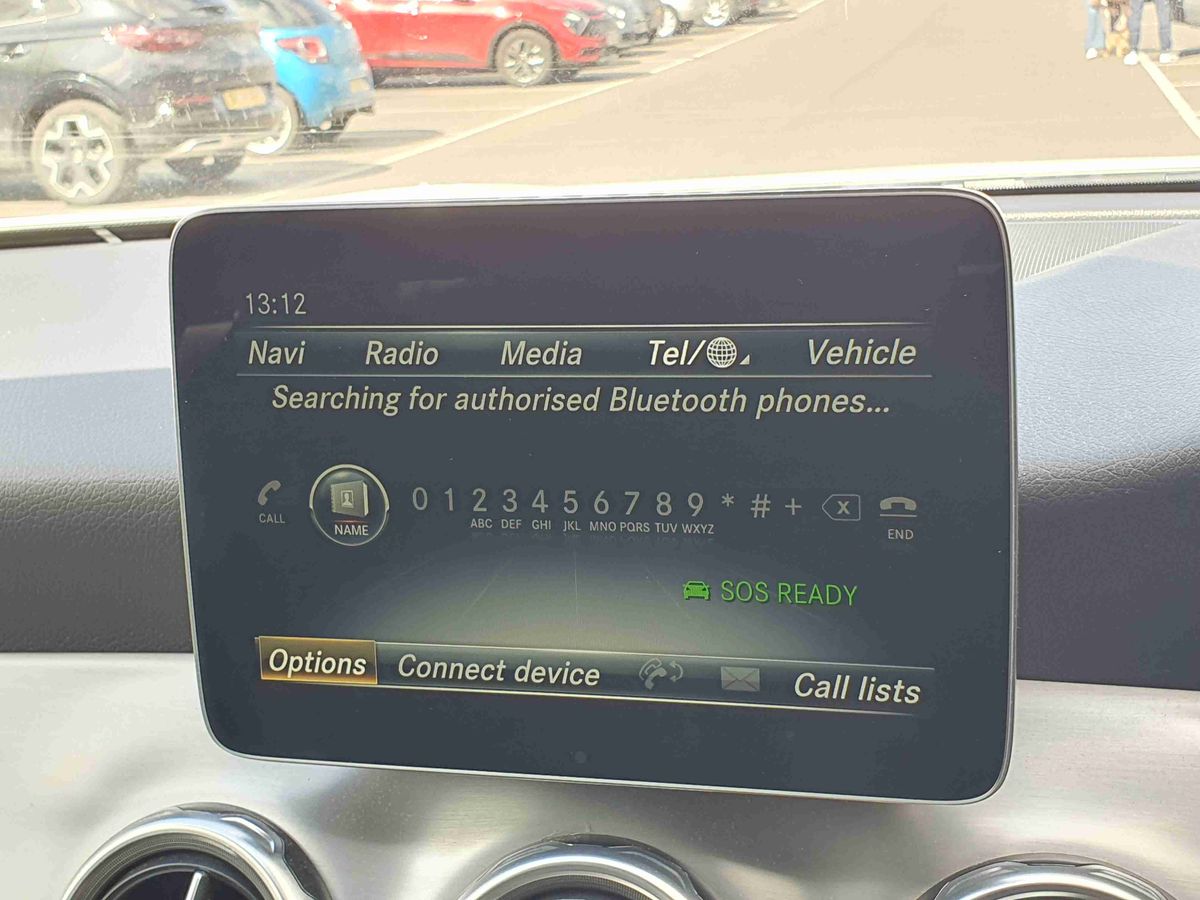 13:12
Navi Radio Media Tel/ Vehicle
Searching for authorised Bluetooth phones...
0 1 2 3 4 5 6 7 8 9 * # + X
CALL NAME ABC DEF GHI JKL MNO PQRS TUV WXYZ END
SOS READY
Options Connect device Call lists